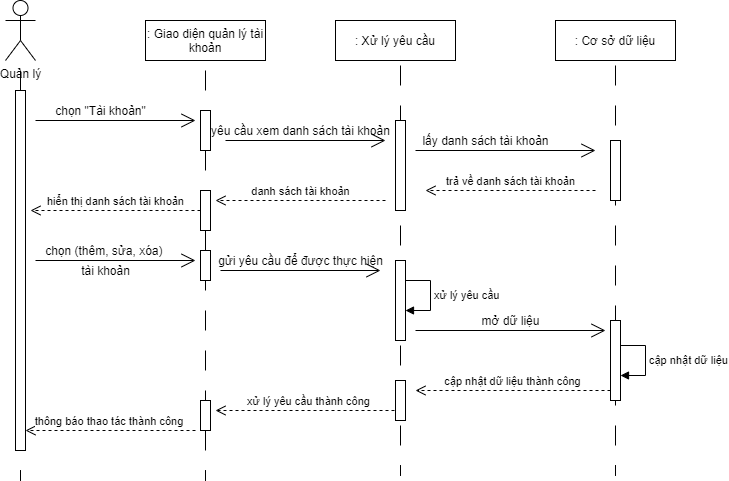 : Giao diện quản lý tài
khoản
: Xử lý yêu cầu
: Cơ sở dữ liệu
Quản lý
chọn "Tài khoản"
yêu cầu xem danh sách tài khoản
lấy danh sách tài khoản
trả về danh sách tài khoản
danh sách tài khoản
hiển thị danh sách tài khoản
chọn (thêm, sửa, xóa)
tài khoản
gửi yêu cầu để được thực hiện
xử lý yêu cầu
mở dữ liệu
cập nhật dữ liệu
cập nhật dữ liệu thành công
xử lý yêu cầu thành công
thông báo thao tác thành công